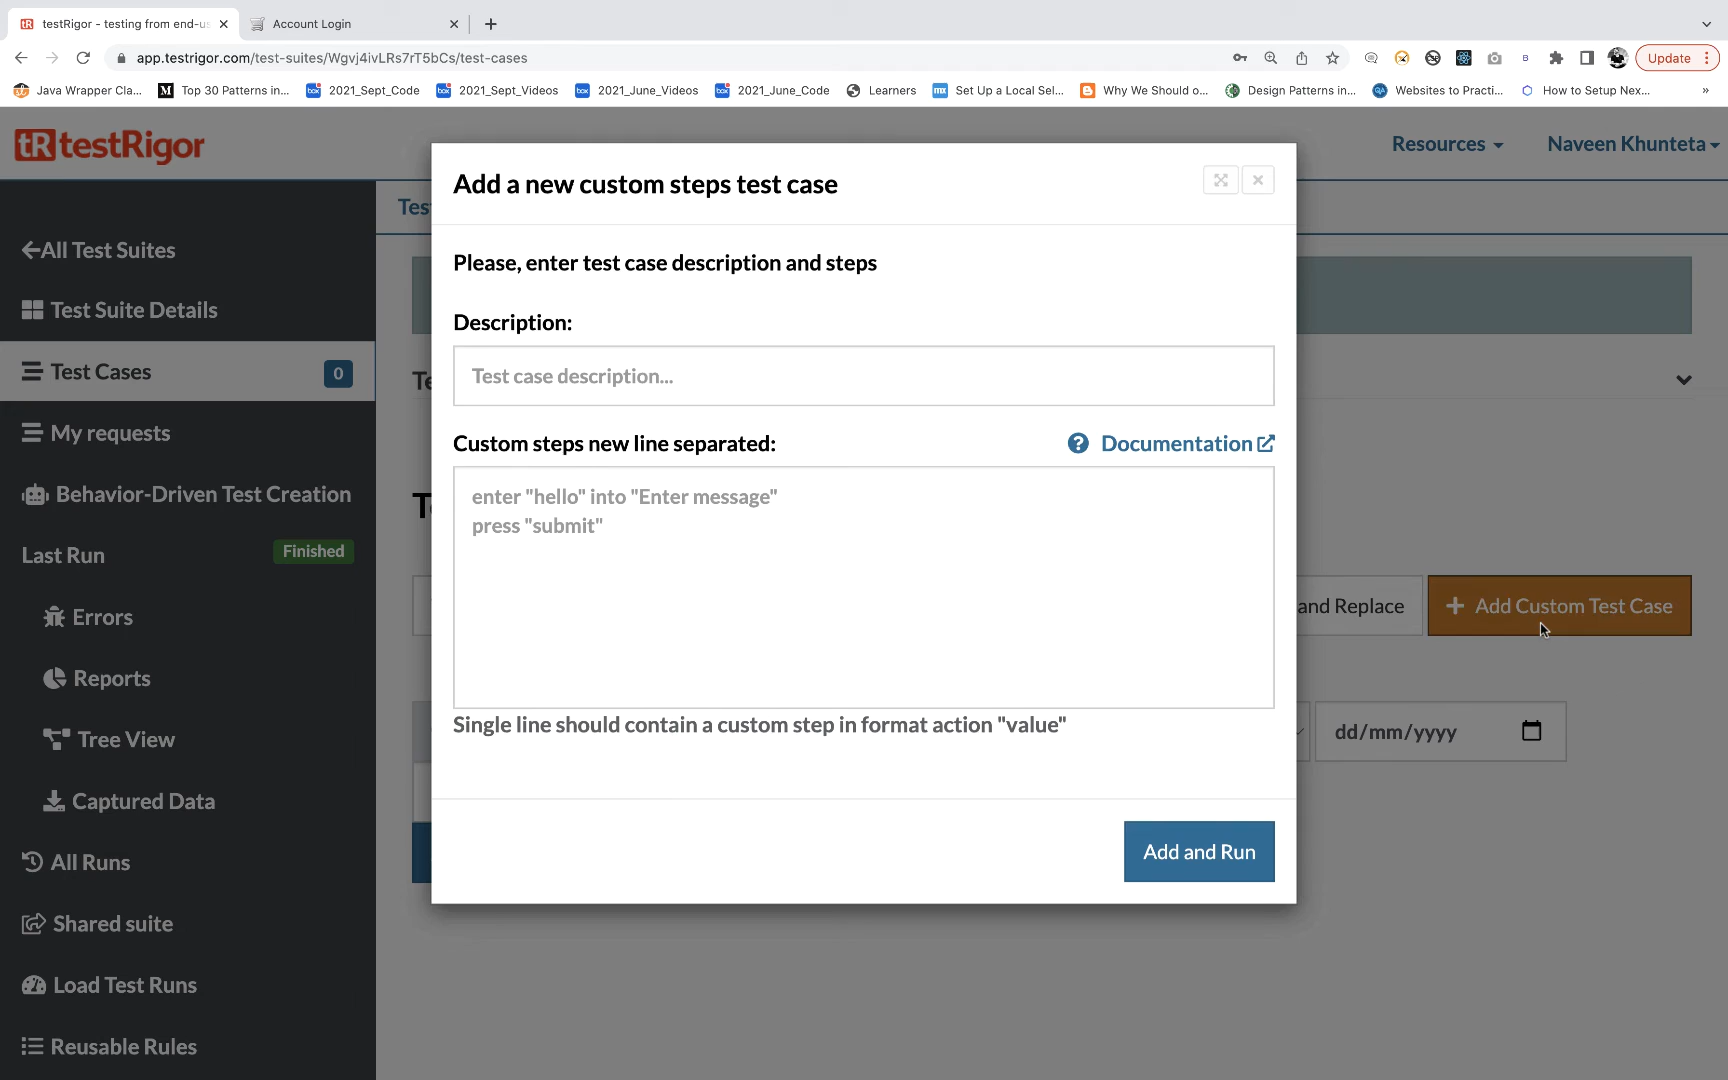 testRigor - testing from end-us
Account Login
app.testrigor.com/test-suites/Wgvj4ivLRs7rT5bCs/test-cases
Update
Java Wrapper Cla...
Top 30 Patterns in...
2021_Sept_Code
2021_Sept_Videos
2021_June_Videos
2021_June_Code
Learners
Set Up a Local Sel...
Why We Should o...
Design Patterns in...
Websites to Practi...
How to Setup Nex...
»
tR testRigor
Resources
Naveen Khunteta
All Test Suites
Test Suite Details
Test Cases 0
My requests
Behavior-Driven Test Creation
Last Run Finished
Errors
Reports
Tree View
Captured Data
All Runs
Shared suite
Load Test Runs
Reusable Rules
Add a new custom steps test case
Please, enter test case description and steps
Description:
Test case description...
Custom steps new line separated:
Documentation
enter "hello" into "Enter message"
press "submit"
Single line should contain a custom step in format action "value"
Add and Run
and Replace
+ Add Custom Test Case
dd/mm/yyyy